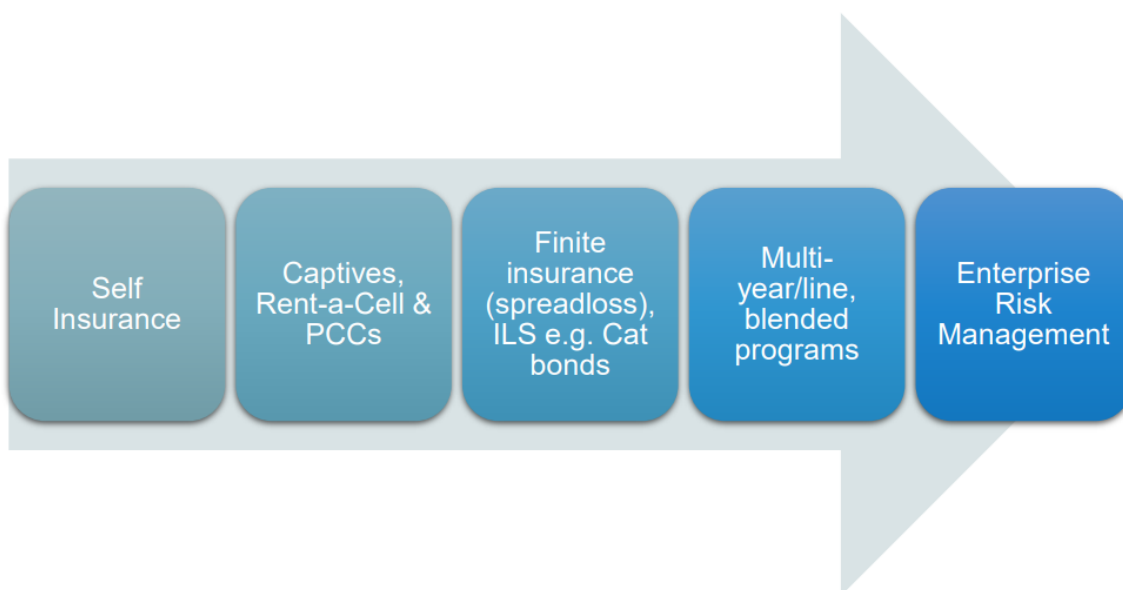 Self
Insurance
Captives,
Rent-a-Cell &
PCCs
Finite
insurance
(spreadloss),
ILS e.g. Cat
bonds
Multi-
year/line,
blended
programs
Enterprise
Risk
Management